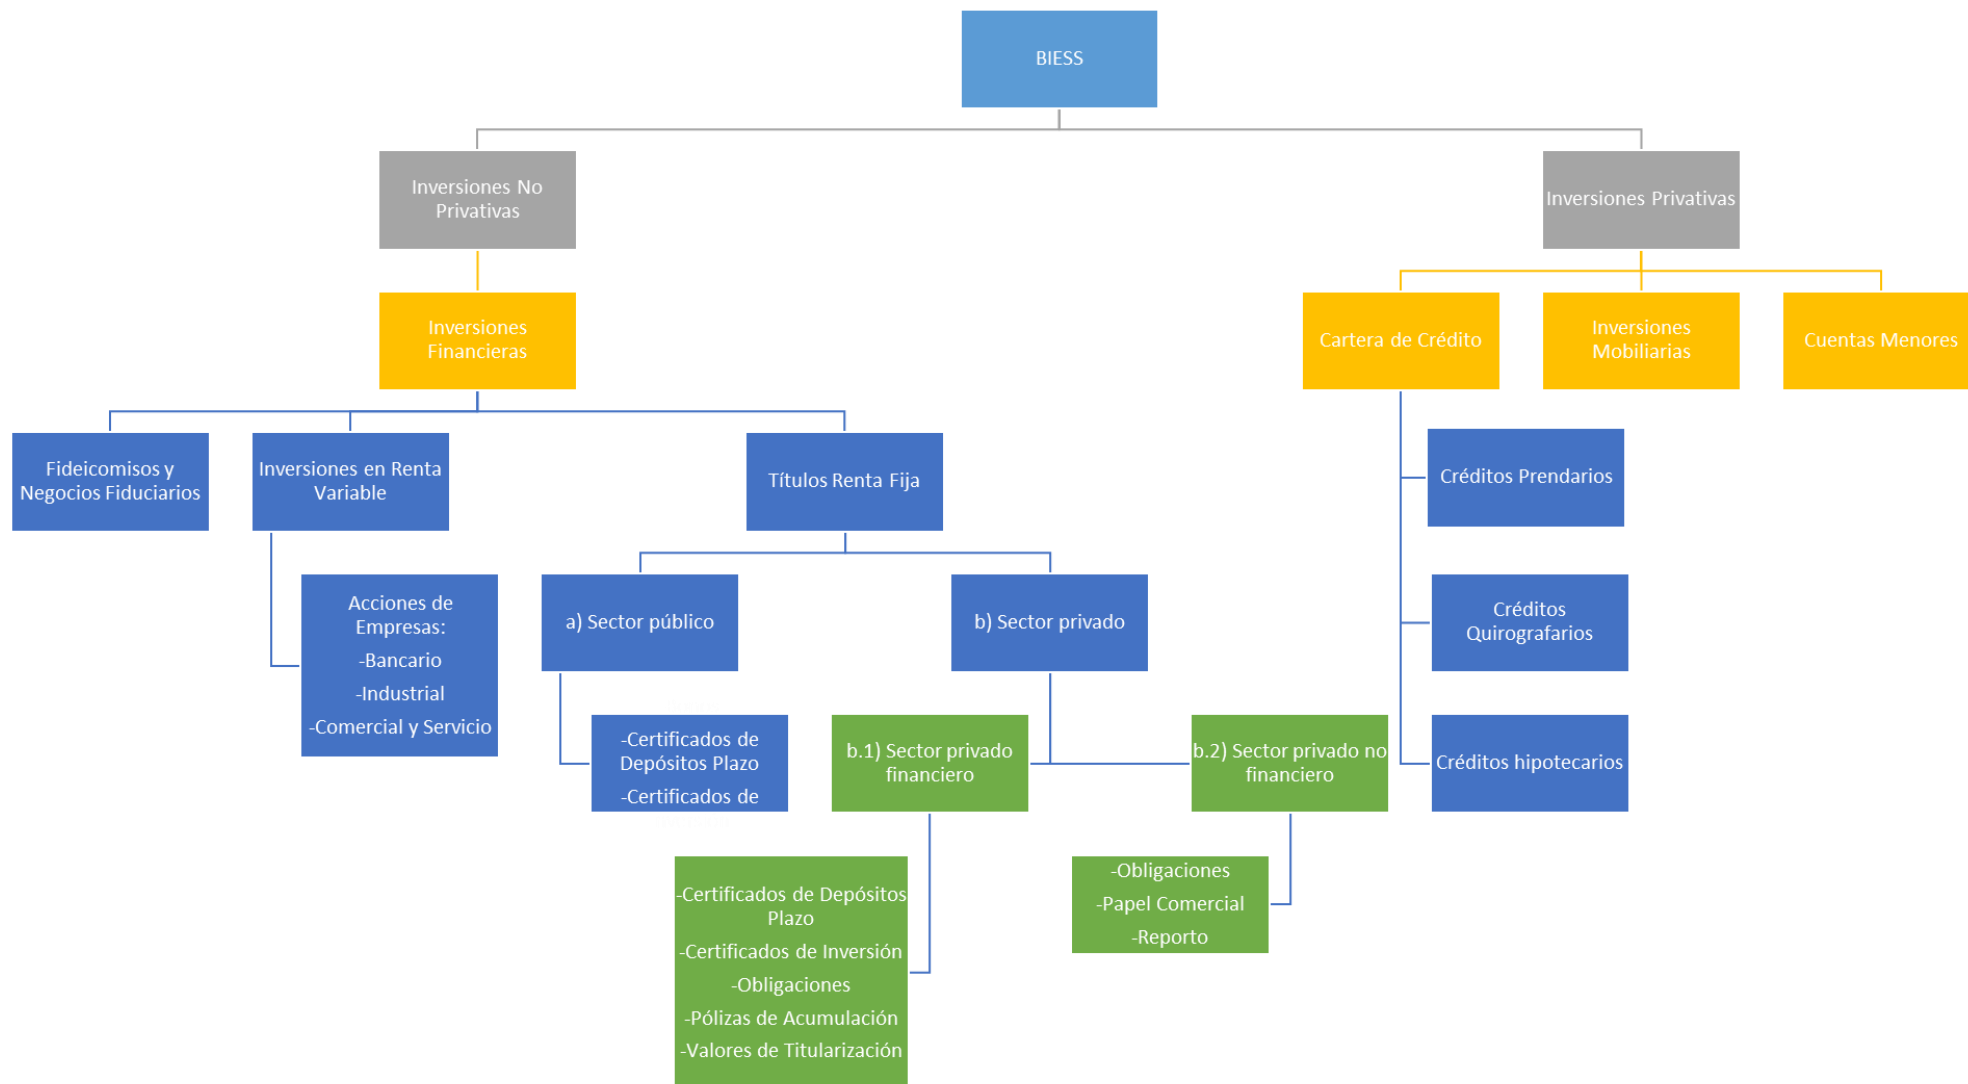 BIESS
Inversiones No
Privativas
Inversiones Privativas
Inversiones
Financieras
Cartera de Crédito
Inversiones
Mobiliarias
Cuentas Menores
Fideicomisos y
Negocios Fiduciarios
Inversiones en Renta
Variable
Títulos Renta Fija
Créditos Prendarios
Acciones de
Empresas:
-Bancario
-Industrial
-Comercial y Servicio
a) Sector público
b) Sector privado
Créditos
Quirografarios
-Certificados de
Depósitos Plazo
-Certificados de
b.1) Sector privado
financiero
b.2) Sector privado no
financiero
Créditos hipotecarios
-Certificados de Depósitos
Plazo
-Certificados de Inversión
-Obligaciones
-Pólizas de Acumulación
-Valores de Titularización
-Obligaciones
-Papel Comercial
-Reporto